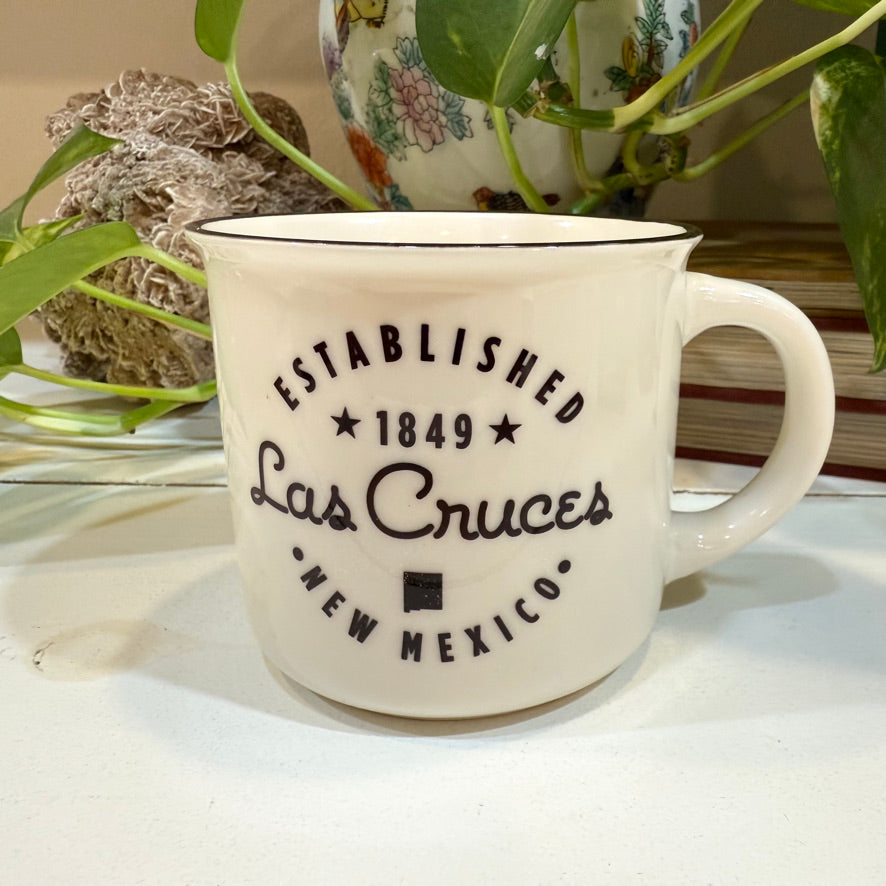 ESTABLISHED
1849
Las Cruces
NEW MEXICO